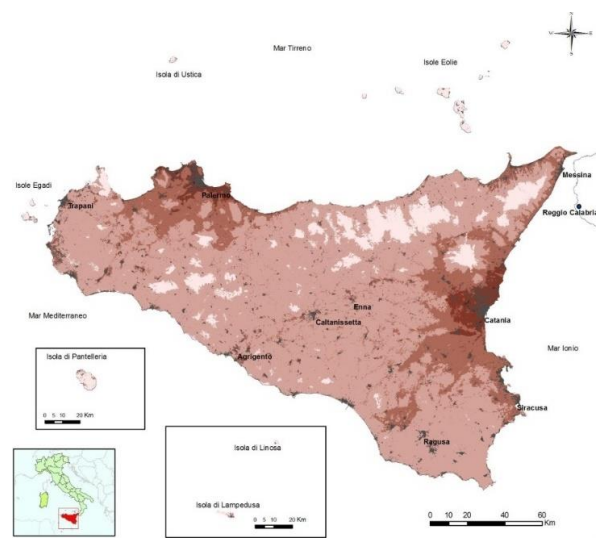 Mar Tirreno
Isola di Ustica
Isole Eolie
Messina
Isole Egadi
Trapani
Palermo
Reggio Calabria
Enna
Caltanissetta
Catania
Mar Mediterraneo
Mar Ionio
Agrigento
Isola di Pantelleria
0 5 10 20 Km
Siracusa
Ragusa
Isola di Linosa
Isola di Lampedusa
0 5 10 20 Km
0 10 20 40 60
Km